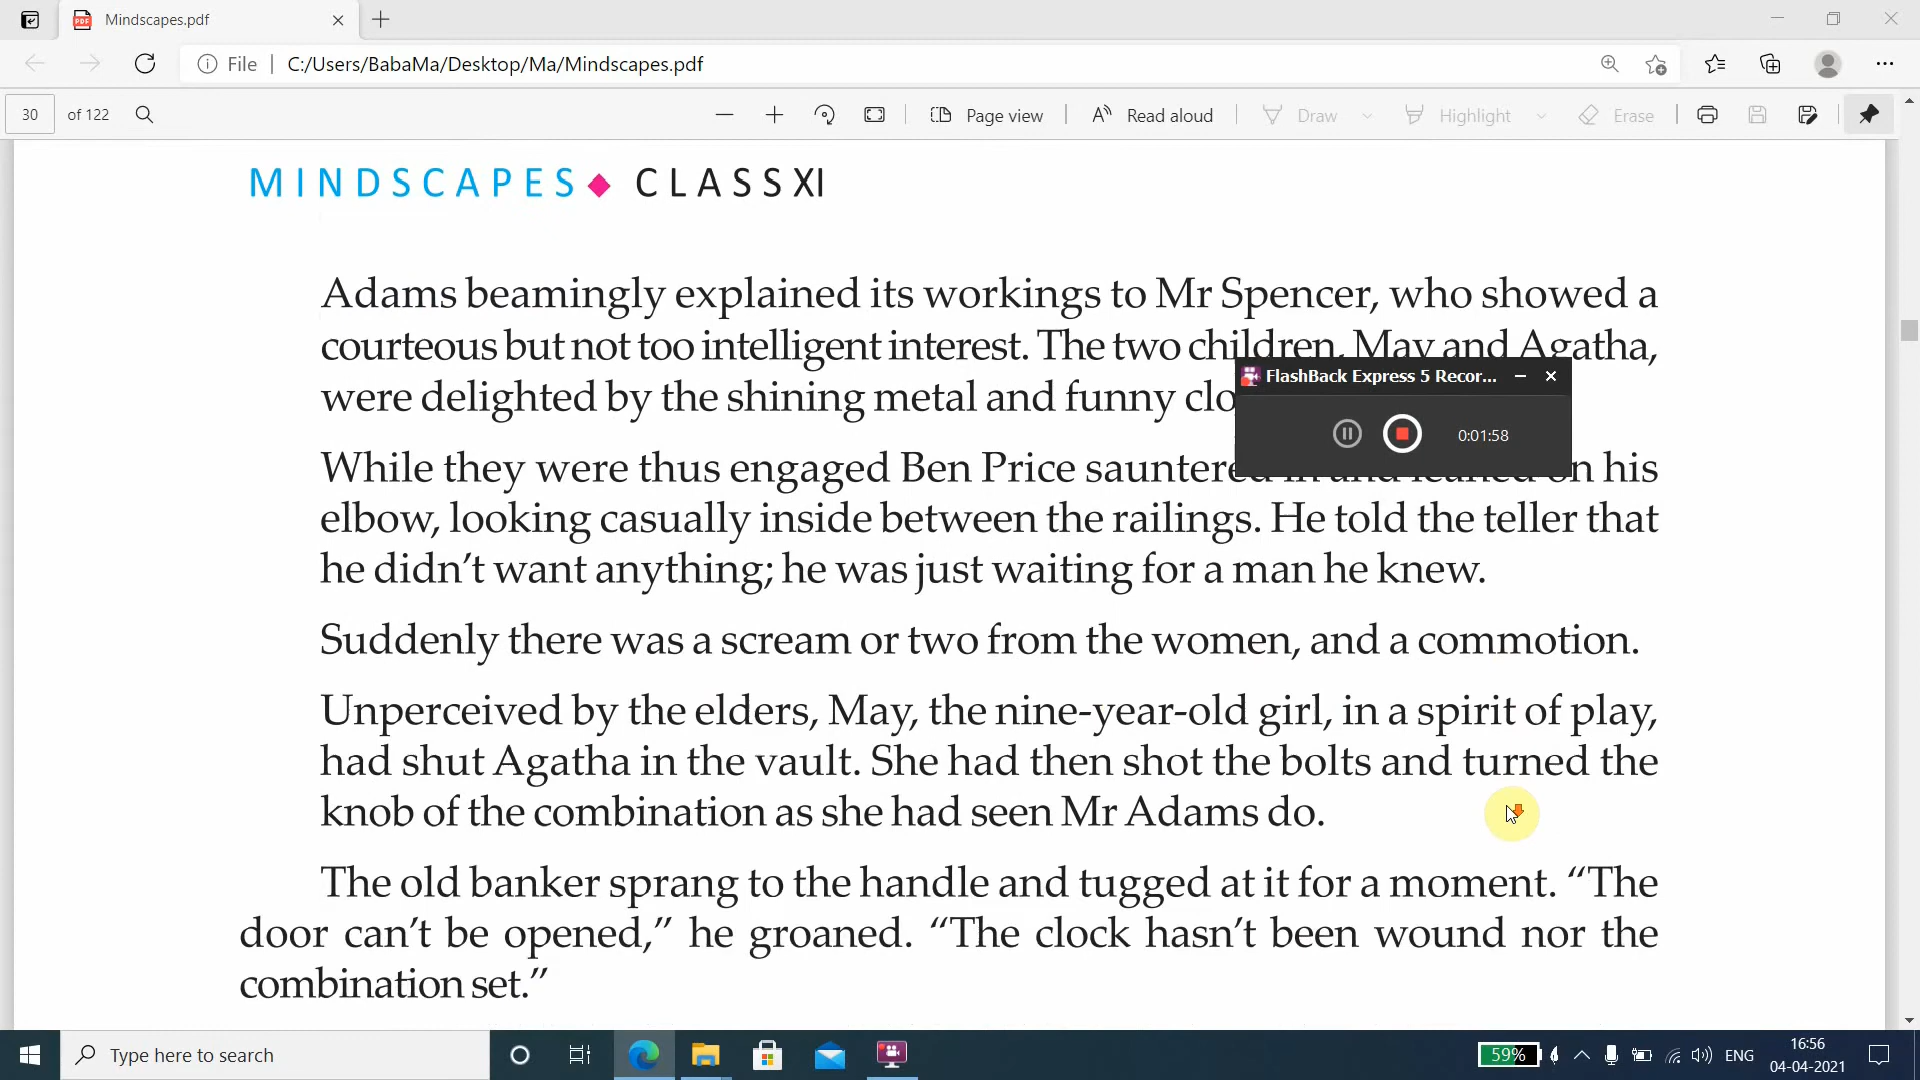 Mindscapes.pdf
File C:/Users/BabaMa/Desktop/Ma/Mindscapes.pdf
30 of 122 Page view Read aloud Draw Highlight Erase
MINDSCAPES CLASS XI
Adams beamingly explained its workings to Mr Spencer, who showed a
courteous but not too intelligent interest. The two children, May and Agatha,
were delighted by the shining metal and funny clo
FlashBack Express 5 Recor...
0:01:58
While they were thus engaged Ben Price sauntered in and leaned on his
elbow, looking casually inside between the railings. He told the teller that
he didn't want anything; he was just waiting for a man he knew.
Suddenly there was a scream or two from the women, and a commotion.
Unperceived by the elders, May, the nine-year-old girl, in a spirit of play,
had shut Agatha in the vault. She had then shot the bolts and turned the
knob of the combination as she had seen Mr Adams do.
The old banker sprang to the handle and tugged at it for a moment. “The
door can’t be opened,” he groaned. “The clock hasn’t been wound nor the
combination set.”
Type here to search
59%
ENG
16:56
04-04-2021